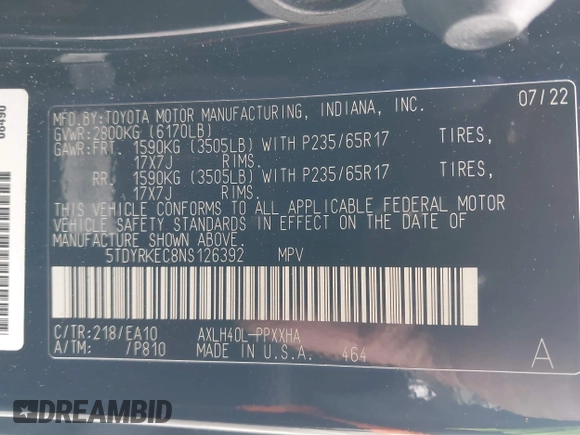 MFD.BY:TOYOTA MOTOR MANUFACTURING, INDIANA, INC. 07/22
GVWR:2800KG (6170LB)
GAWR:FRT. 1590KG (3505LB) WITH P235/65R17 TIRES,
17X7J RIMS.
RR. 1590KG (3505LB) WITH P235/65R17 TIRES,
17X7J RIMS.
THIS VEHICLE CONFORMS TO ALL APPLICABLE FEDERAL MOTOR
VEHICLE SAFETY STANDARDS IN EFFECT ON THE DATE OF
MANUFACTURE SHOWN ABOVE.
5TDYRKEC8NS126392 MPV
C/TR:218/EA10 AXLH40L-PPXXHA
A/TM: /P810 MADE IN U.S.A. 464 A
08490
DREAMBID